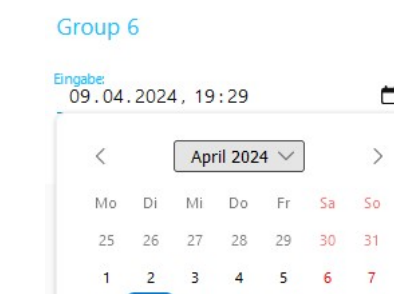 Group 6
Eingabe:
09.04.2024, 19:29
April 2024
Mo Di Mi Do Fr Sa So
25 26 27 28 29 30 31
1 2 3 4 5 6 7